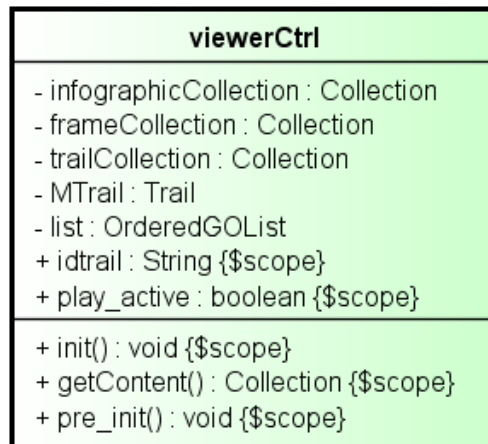 viewerCtrl
- infographicCollection : Collection
- frameCollection : Collection
- trailCollection : Collection
- MTrail : Trail
- list : OrderedGOList
+ idtrail : String {$scope}
+ play_active : boolean {$scope}
+ init() : void {$scope}
+ getContent() : Collection {$scope}
+ pre_init() : void {$scope}